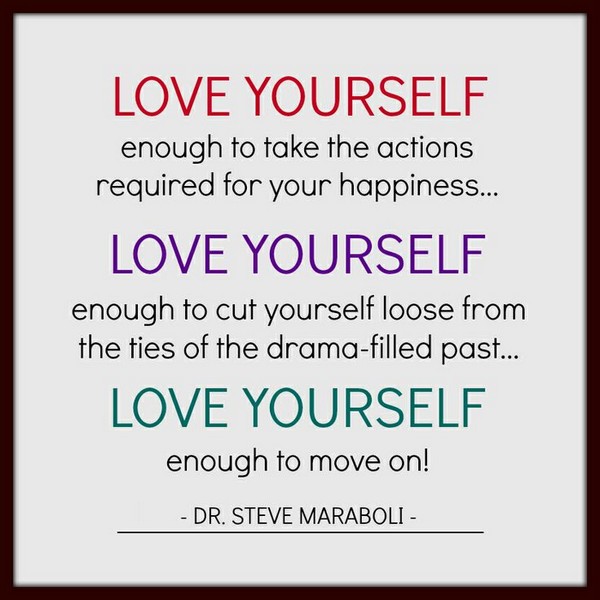 LOVE YOURSELF
enough to take the actions
required for your happiness...
LOVE YOURSELF
enough to cut yourself loose from
the ties of the drama-filled past...
LOVE YOURSELF
enough to move on!
- DR. STEVE MARABOLI -